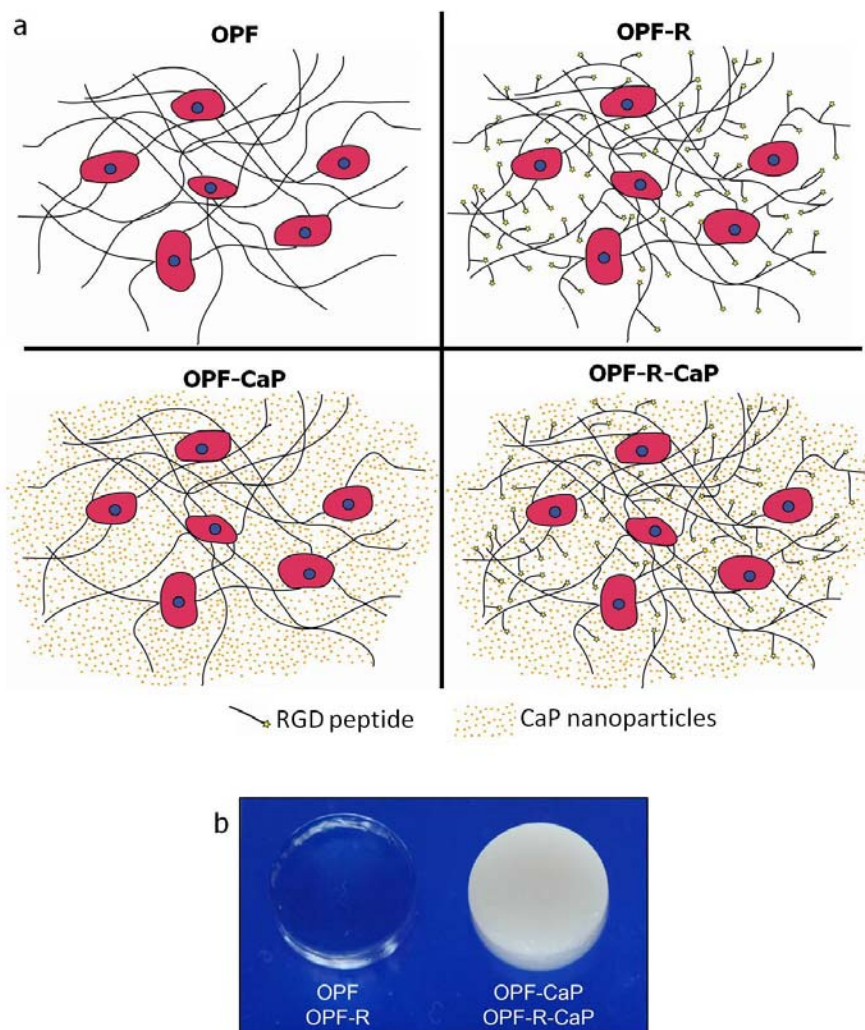 a
OPF
OPF-R
OPF-CaP
OPF-R-CaP
RGD peptide
CaP nanoparticles
b
OPF
OPF-R
OPF-CaP
OPF-R-CaP